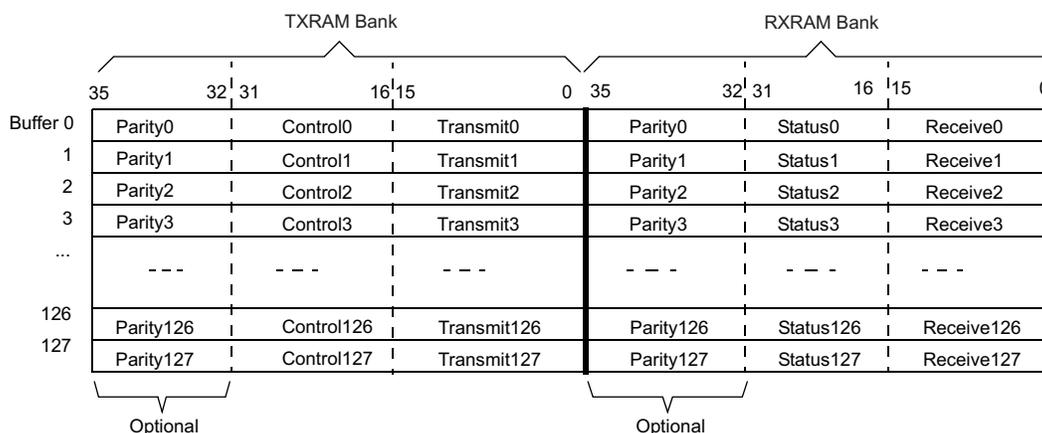 TXRAM Bank RXRAM Bank
35 32 31 16 15 0 35 32 31 16 15 0
Buffer 0 Parity0 Control0 Transmit0 Parity0 Status0 Receive0
1 Parity1 Control1 Transmit1 Parity1 Status1 Receive1
2 Parity2 Control2 Transmit2 Parity2 Status2 Receive2
3 Parity3 Control3 Transmit3 Parity3 Status3 Receive3
...
126 Parity126 Control126 Transmit126 Parity126 Status126 Receive126
127 Parity127 Control127 Transmit127 Parity127 Status127 Receive127
Optional Optional